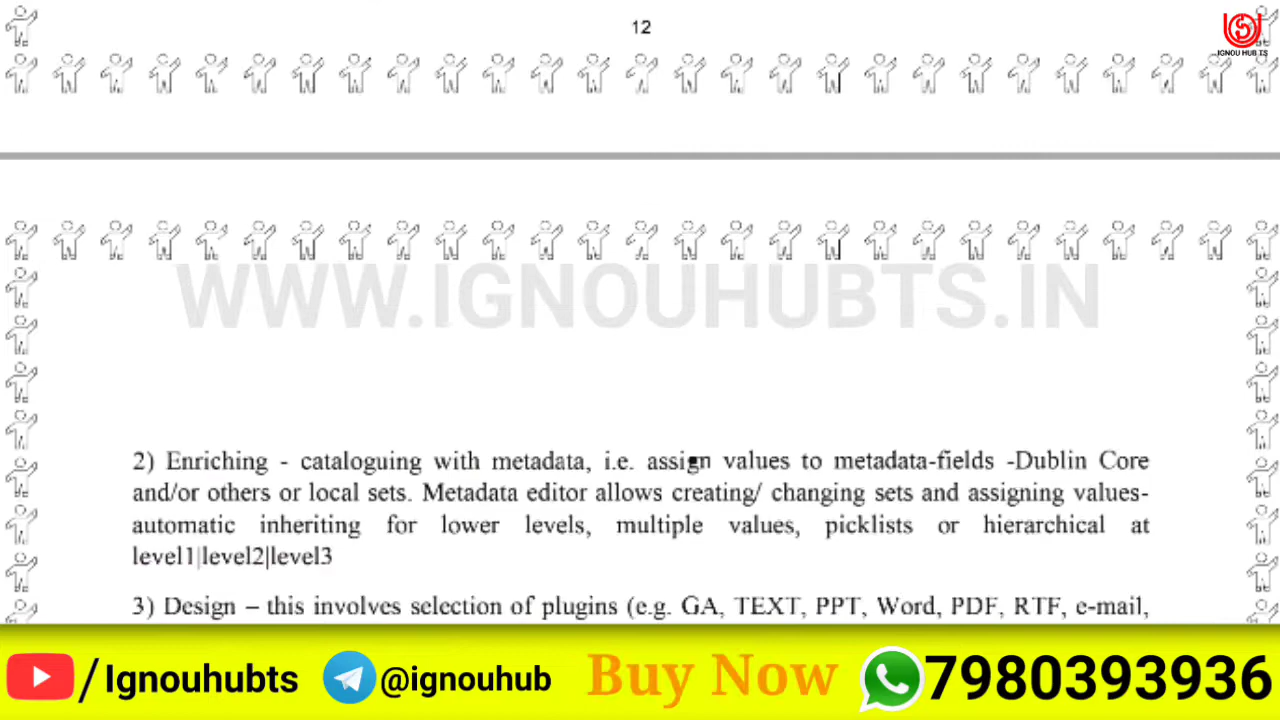 12
IGNOU HUB TS
WWW.IGNOUHUBTS.IN
2) Enriching - cataloguing with metadata, i.e. assign values to metadata-fields -Dublin Core
and/or others or local sets. Metadata editor allows creating/ changing sets and assigning values-
automatic inheriting for lower levels, multiple values, picklists or hierarchical at
level1|level2|level3
3) Design – this involves selection of plugins (e.g. GA, TEXT, PPT, Word, PDF, RTF, e-mail,
/Ignouhubts @ignouhub Buy Now 7980393936